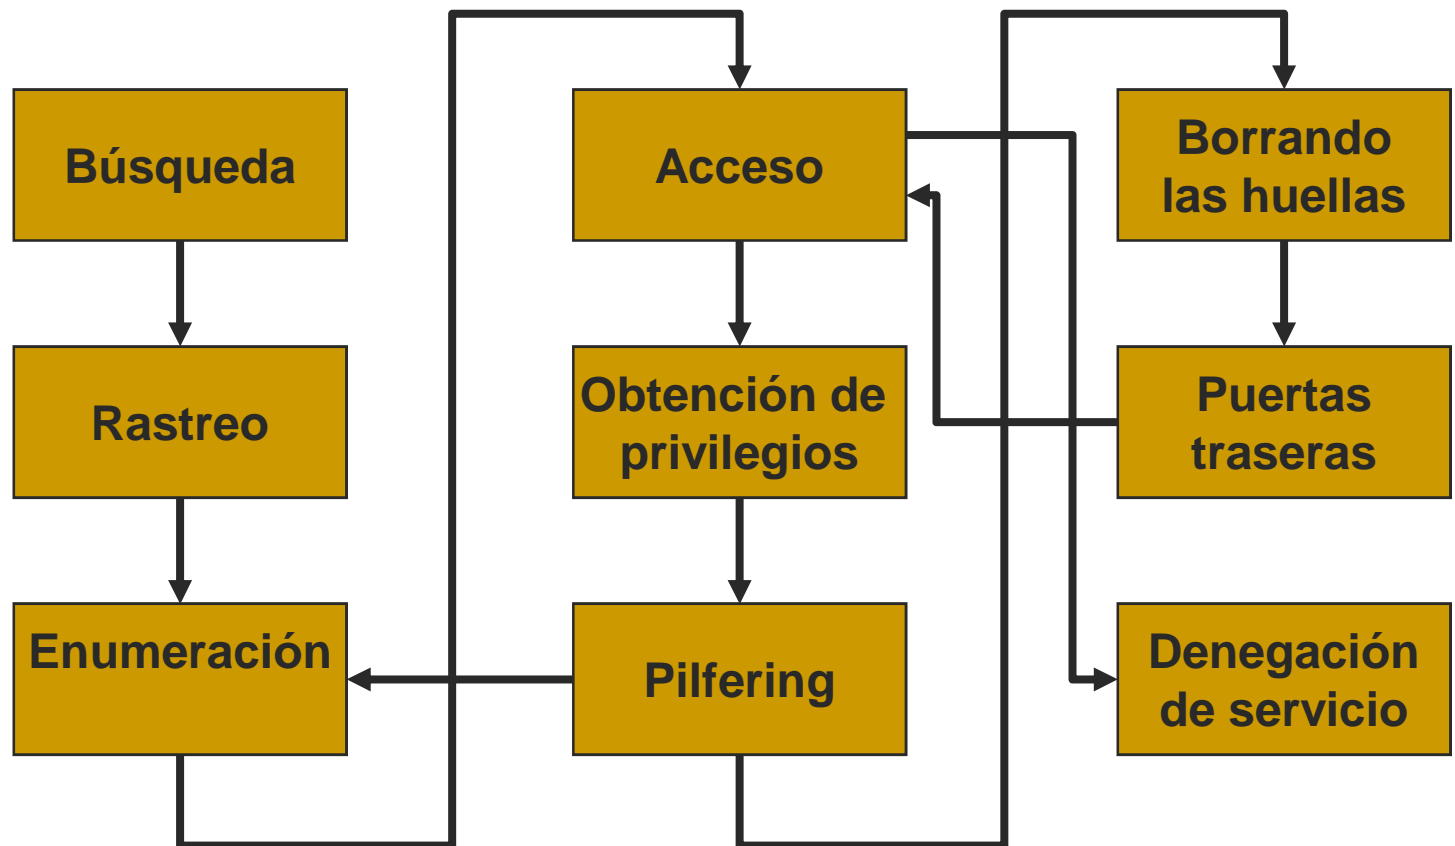 Búsqueda
Rastreo
Enumeración
Acceso
Obtención de
privilegios
Pilfering
Borrando
las huellas
Puertas
traseras
Denegación
de servicio